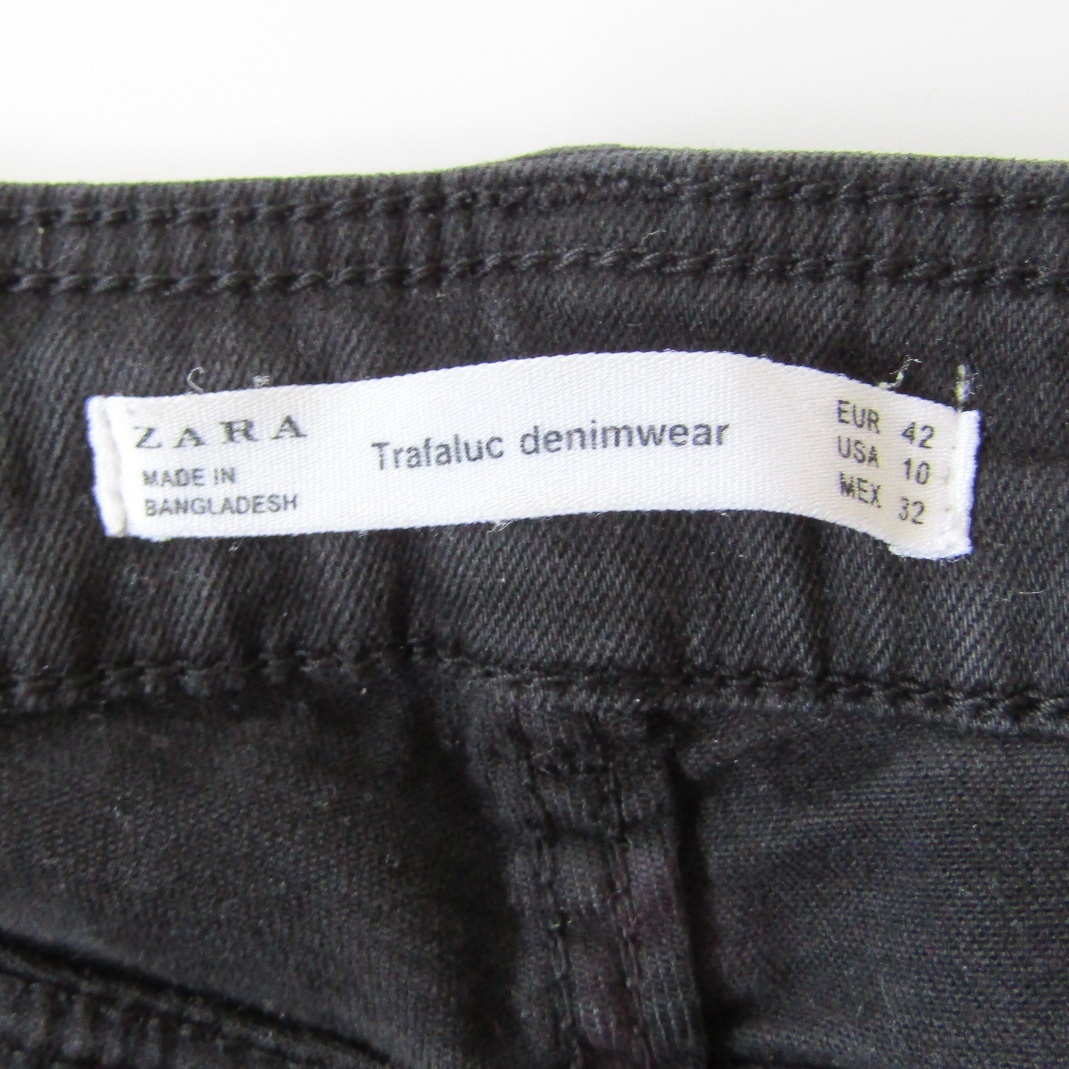 ZARA
MADE IN
BANGLADESH
Trafaluc denimwear
EUR 42
USA 10
MEX 32